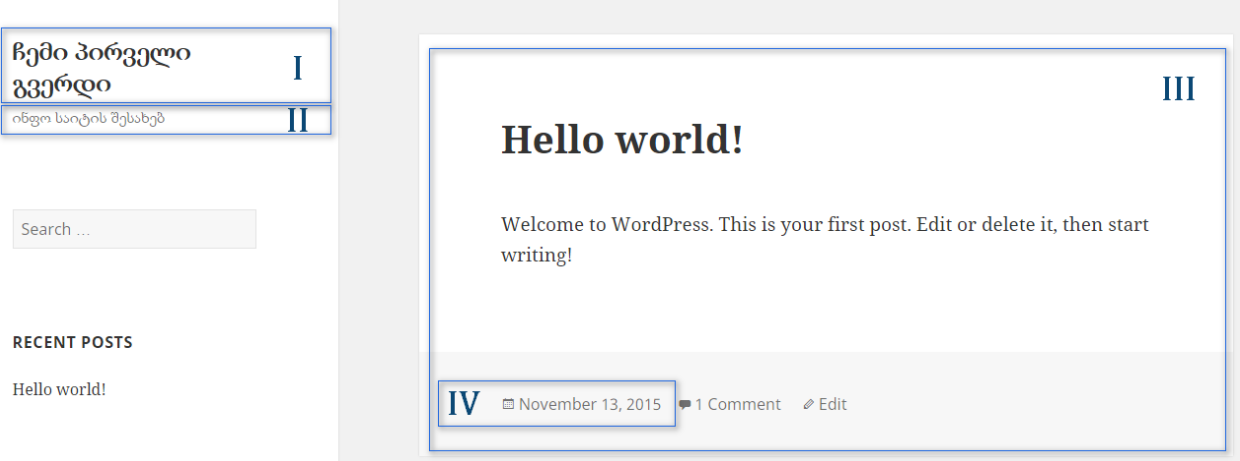 ჩემი პირველი
გვერდი
I
ინფო საიტის შესახებ
II
Search …
RECENT POSTS
Hello world!
III
Hello world!
Welcome to WordPress. This is your first post. Edit or delete it, then start
writing!
IV November 13, 2015 1 Comment Edit